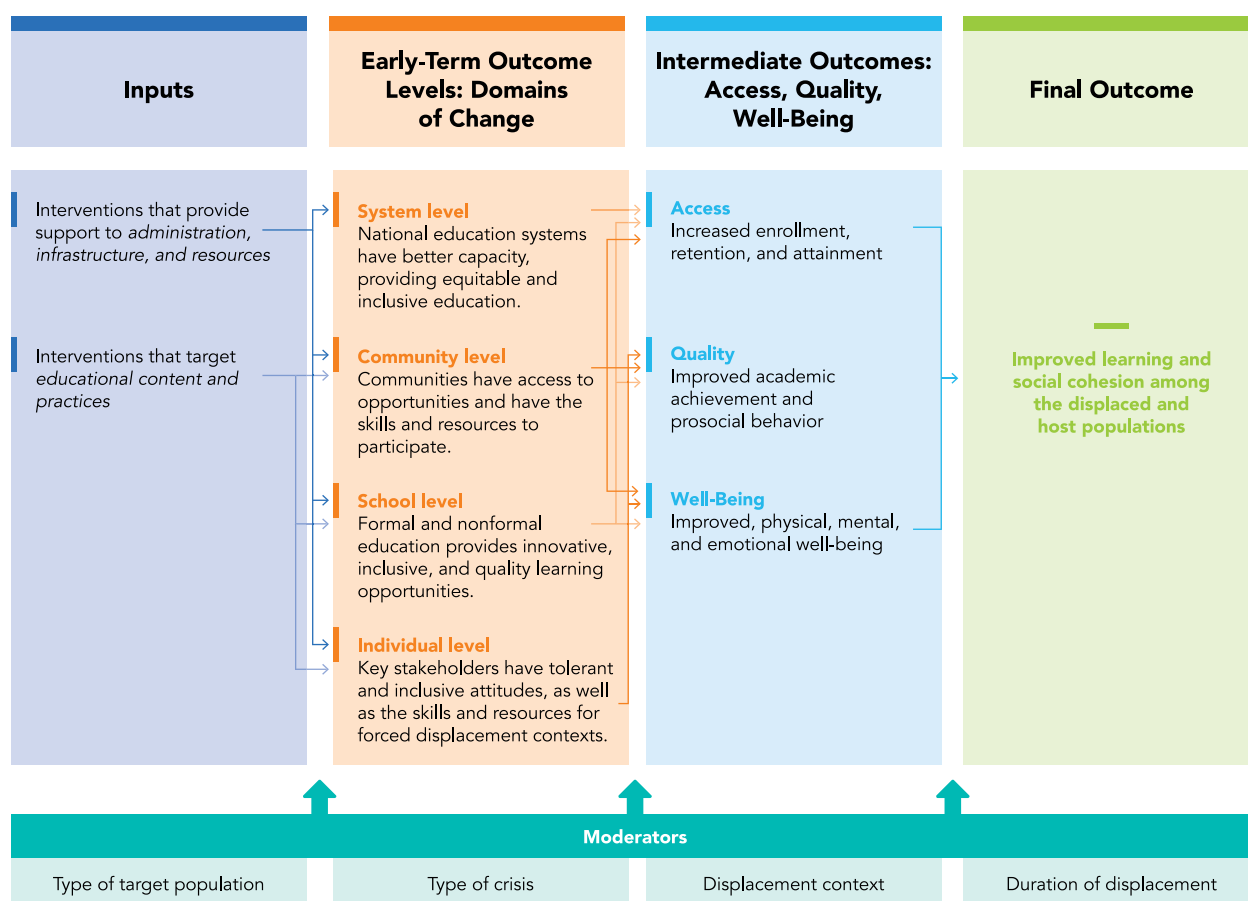 Inputs
Early-Term Outcome
Levels: Domains
of Change
Intermediate Outcomes:
Access, Quality,
Well-Being
Final Outcome
Interventions that provide
support to administration,
infrastructure, and resources
Interventions that target
educational content and
practices
System level
National education systems
have better capacity,
providing equitable and
inclusive education.
Community level
Communities have access to
opportunities and have the
skills and resources to
participate.
School level
Formal and nonformal
education provides innovative,
inclusive, and quality learning
opportunities.
Individual level
Key stakeholders have tolerant
and inclusive attitudes, as well
as the skills and resources for
forced displacement contexts.
Access
Increased enrollment,
retention, and attainment
Quality
Improved academic
achievement and
prosocial behavior
Well-Being
Improved, physical, mental,
and emotional well-being
Improved learning and
social cohesion among
the displaced and
host populations
Moderators
Type of target population
Type of crisis
Displacement context
Duration of displacement